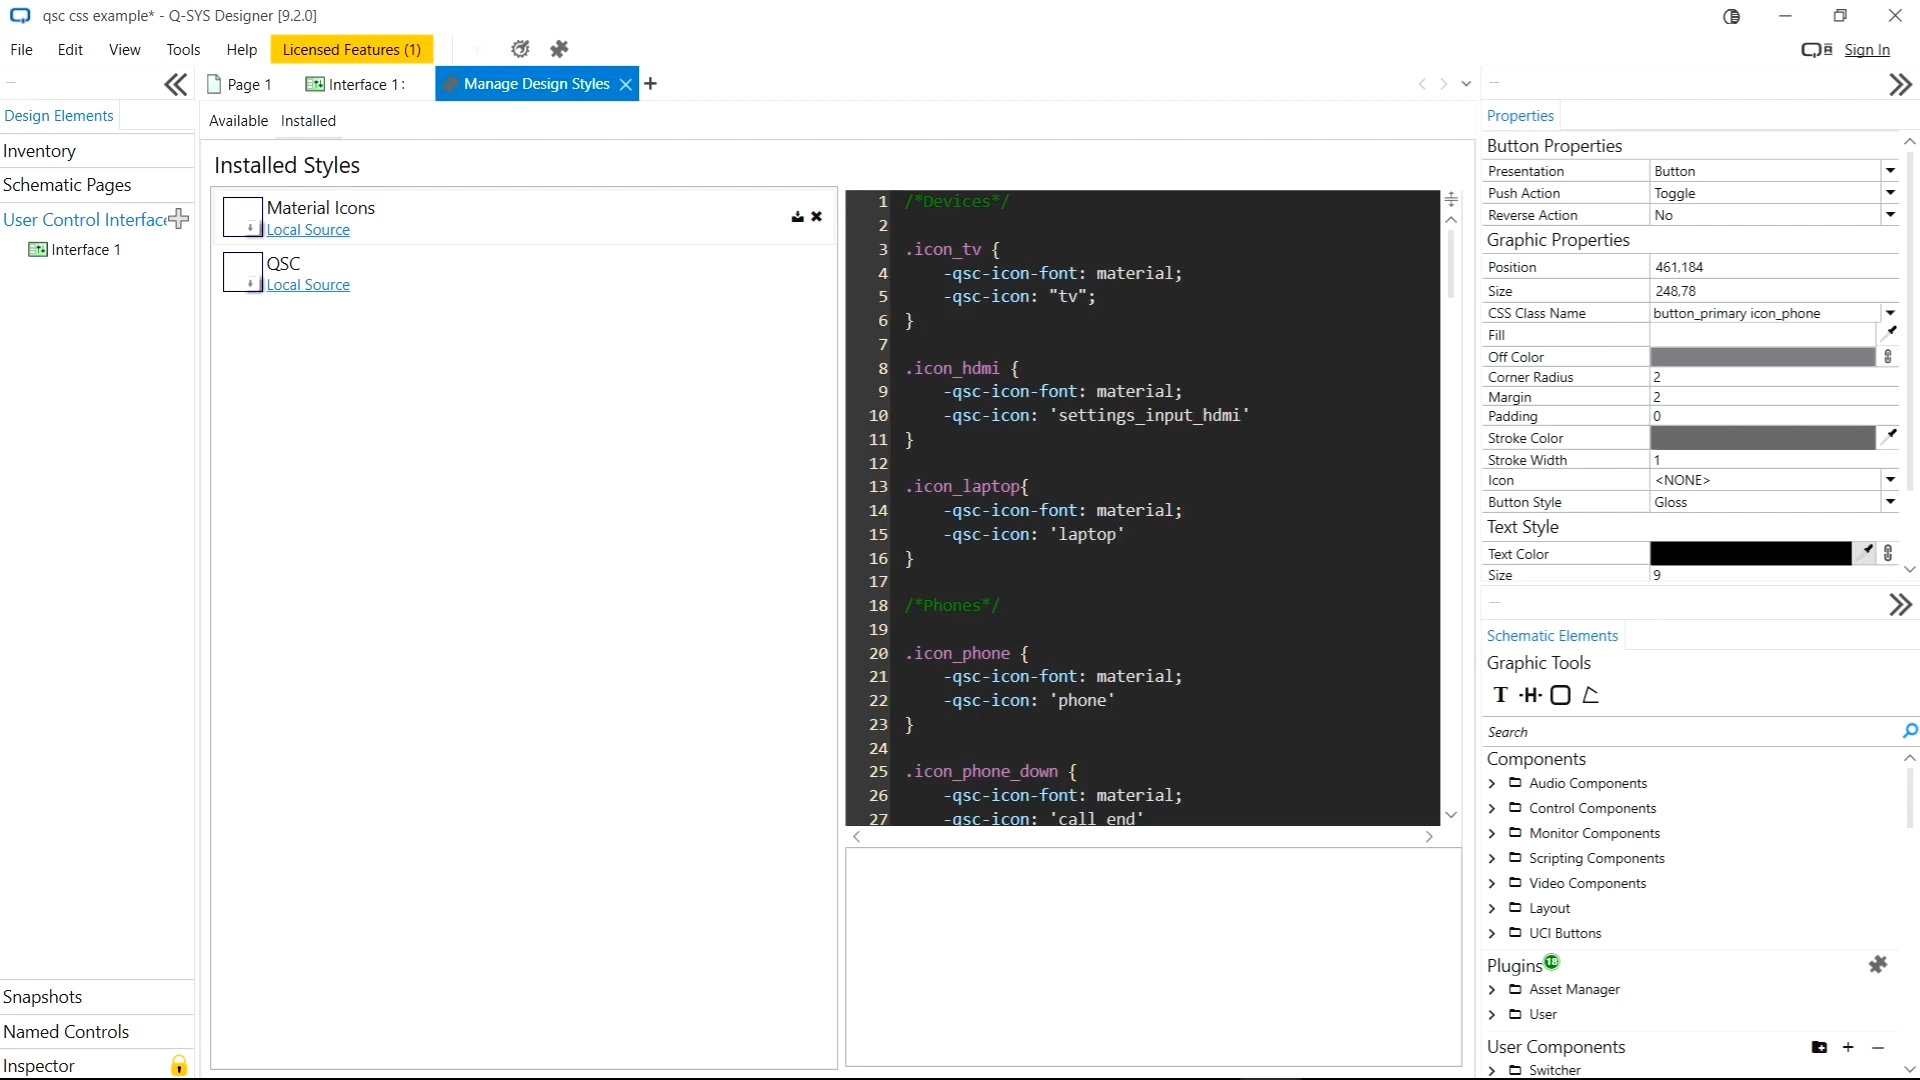 qsc css example* - Q-SYS Designer [9.2.0]
File Edit View Tools Help Licensed Features (1)
Sign In
Page 1 Interface 1: Manage Design Styles
Design Elements
Inventory
Schematic Pages
User Control Interfac
Interface 1
Snapshots
Named Controls
Inspector
Available Installed
Installed Styles
Material Icons
Local Source
QSC
Local Source
1 /*Devices*/
2
3 .icon_tv {
4 -qsc-icon-font: material;
5 -qsc-icon: "tv";
6 }
7
8 .icon_hdmi {
9 -qsc-icon-font: material;
10 -qsc-icon: 'settings_input_hdmi'
11 }
12
13 .icon_laptop{
14 -qsc-icon-font: material;
15 -qsc-icon: 'laptop'
16 }
17
18 /*Phones*/
19
20 .icon_phone {
21 -qsc-icon-font: material;
22 -qsc-icon: 'phone'
23 }
24
25 .icon_phone_down {
26 -qsc-icon-font: material;
27 -qsc-icon: 'call_end'
Properties
Button Properties
Presentation Button
Push Action Toggle
Reverse Action No
Graphic Properties
Position 461,184
Size 248,78
CSS Class Name button_primary icon_phone
Fill
Off Color
Corner Radius 2
Margin 2
Padding 0
Stroke Color
Stroke Width 1
Icon <NONE>
Button Style Gloss
Text Style
Text Color
Size 9
Schematic Elements
Graphic Tools
T -H-
Search
Components
Audio Components
Control Components
Monitor Components
Scripting Components
Video Components
Layout
UCI Buttons
Plugins 18
Asset Manager
User
User Components
Switcher